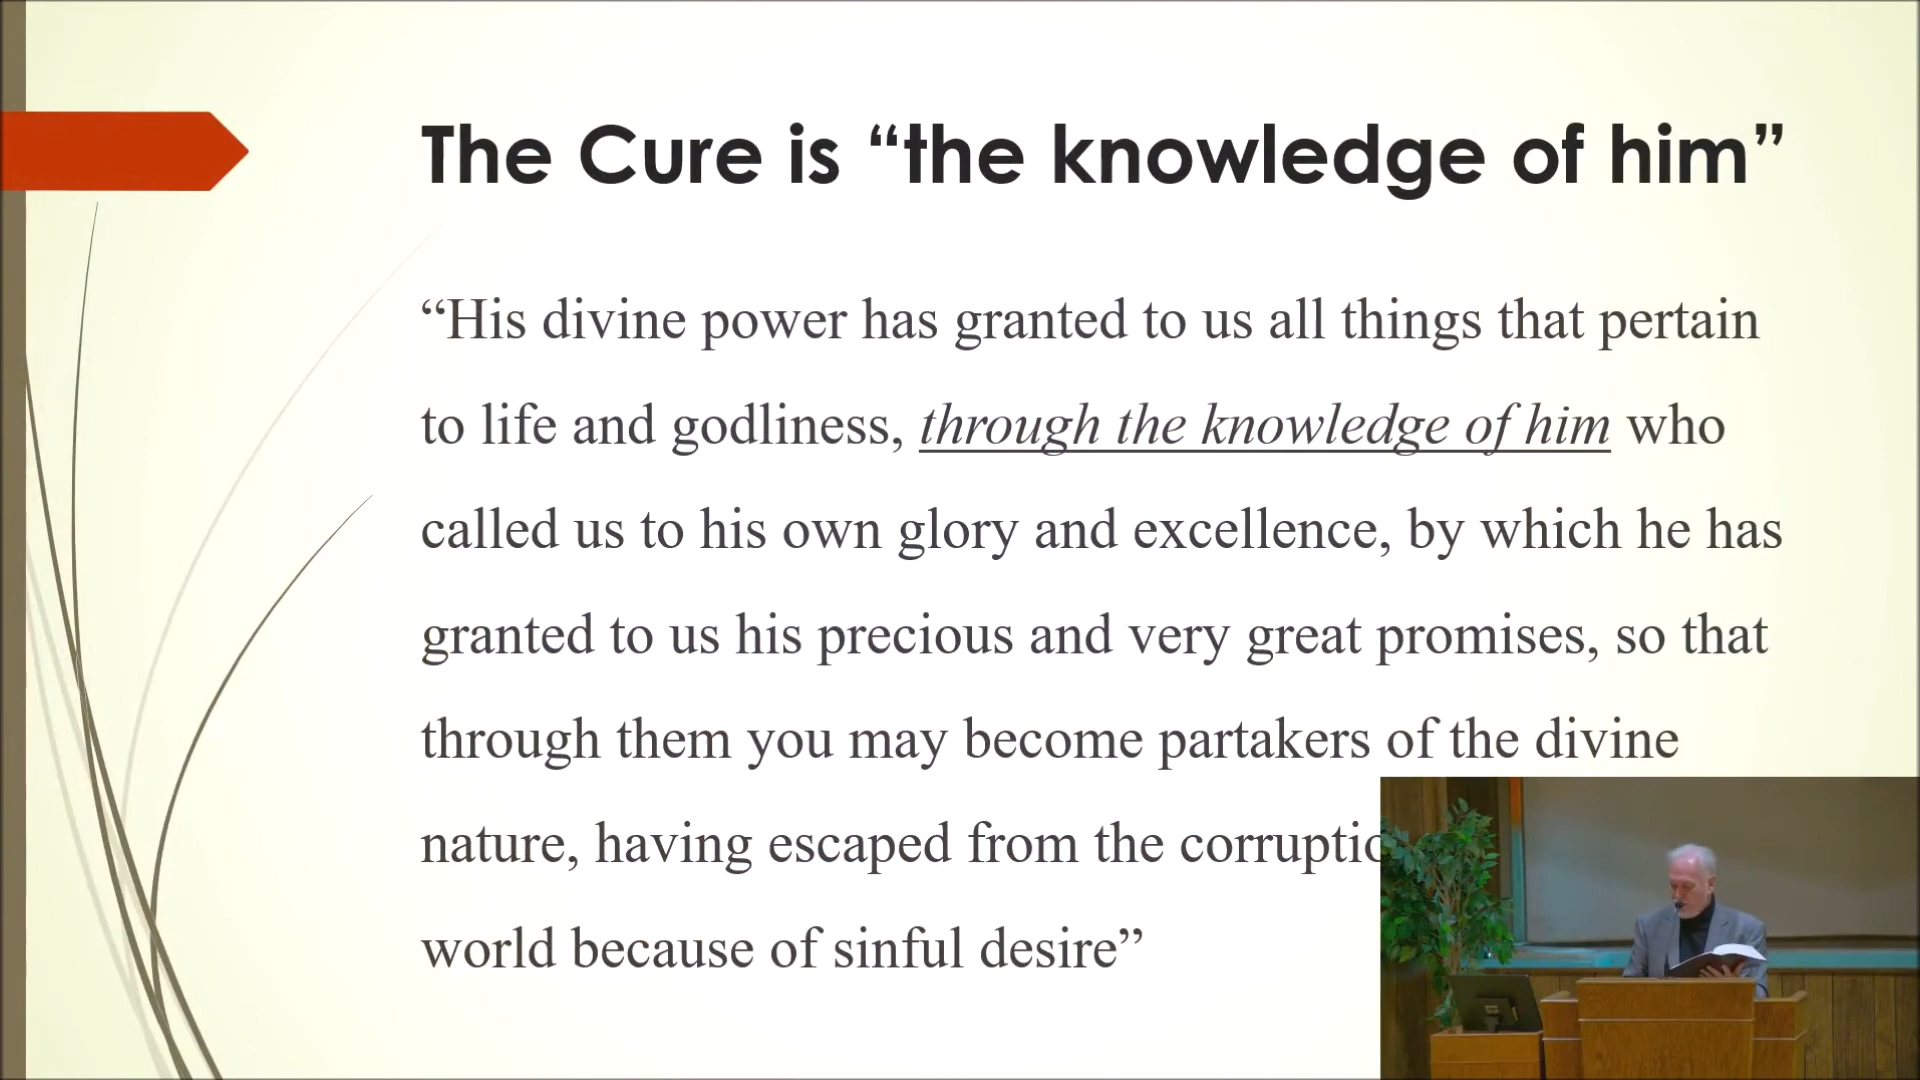 The Cure is “the knowledge of him”
“His divine power has granted to us all things that pertain
to life and godliness, through the knowledge of him who
called us to his own glory and excellence, by which he has
granted to us his precious and very great promises, so that
through them you may become partakers of the divine
nature, having escaped from the
world because of sinful desire”